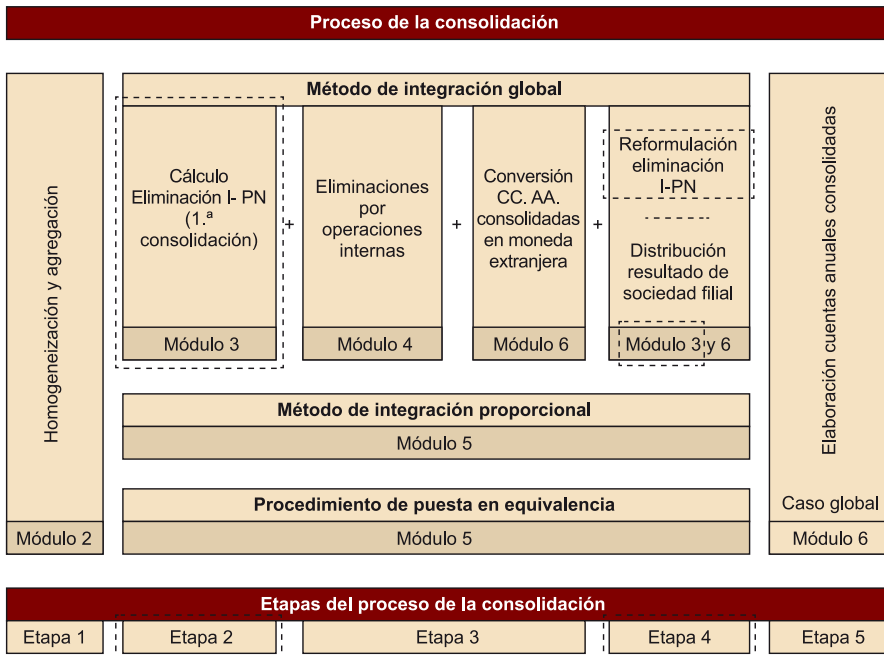 Proceso de la consolidación
Homogeneización y agregación
Módulo 2
Método de integración global
Cálculo
Eliminación I- PN
(1.ª
consolidación)
Módulo 3
+
Eliminaciones
por
operaciones
internas
Módulo 4
+
Conversión
CC. AA.
consolidadas
en moneda
extranjera
Módulo 6
+
Reformulación
eliminación
I-PN
Distribución
resultado de
sociedad filial
Módulo 3 y 6
Método de integración proporcional
Módulo 5
Procedimiento de puesta en equivalencia
Módulo 5
Elaboración cuentas anuales consolidadas
Caso global
Módulo 6
Etapas del proceso de la consolidación
Etapa 1
Etapa 2
Etapa 3
Etapa 4
Etapa 5